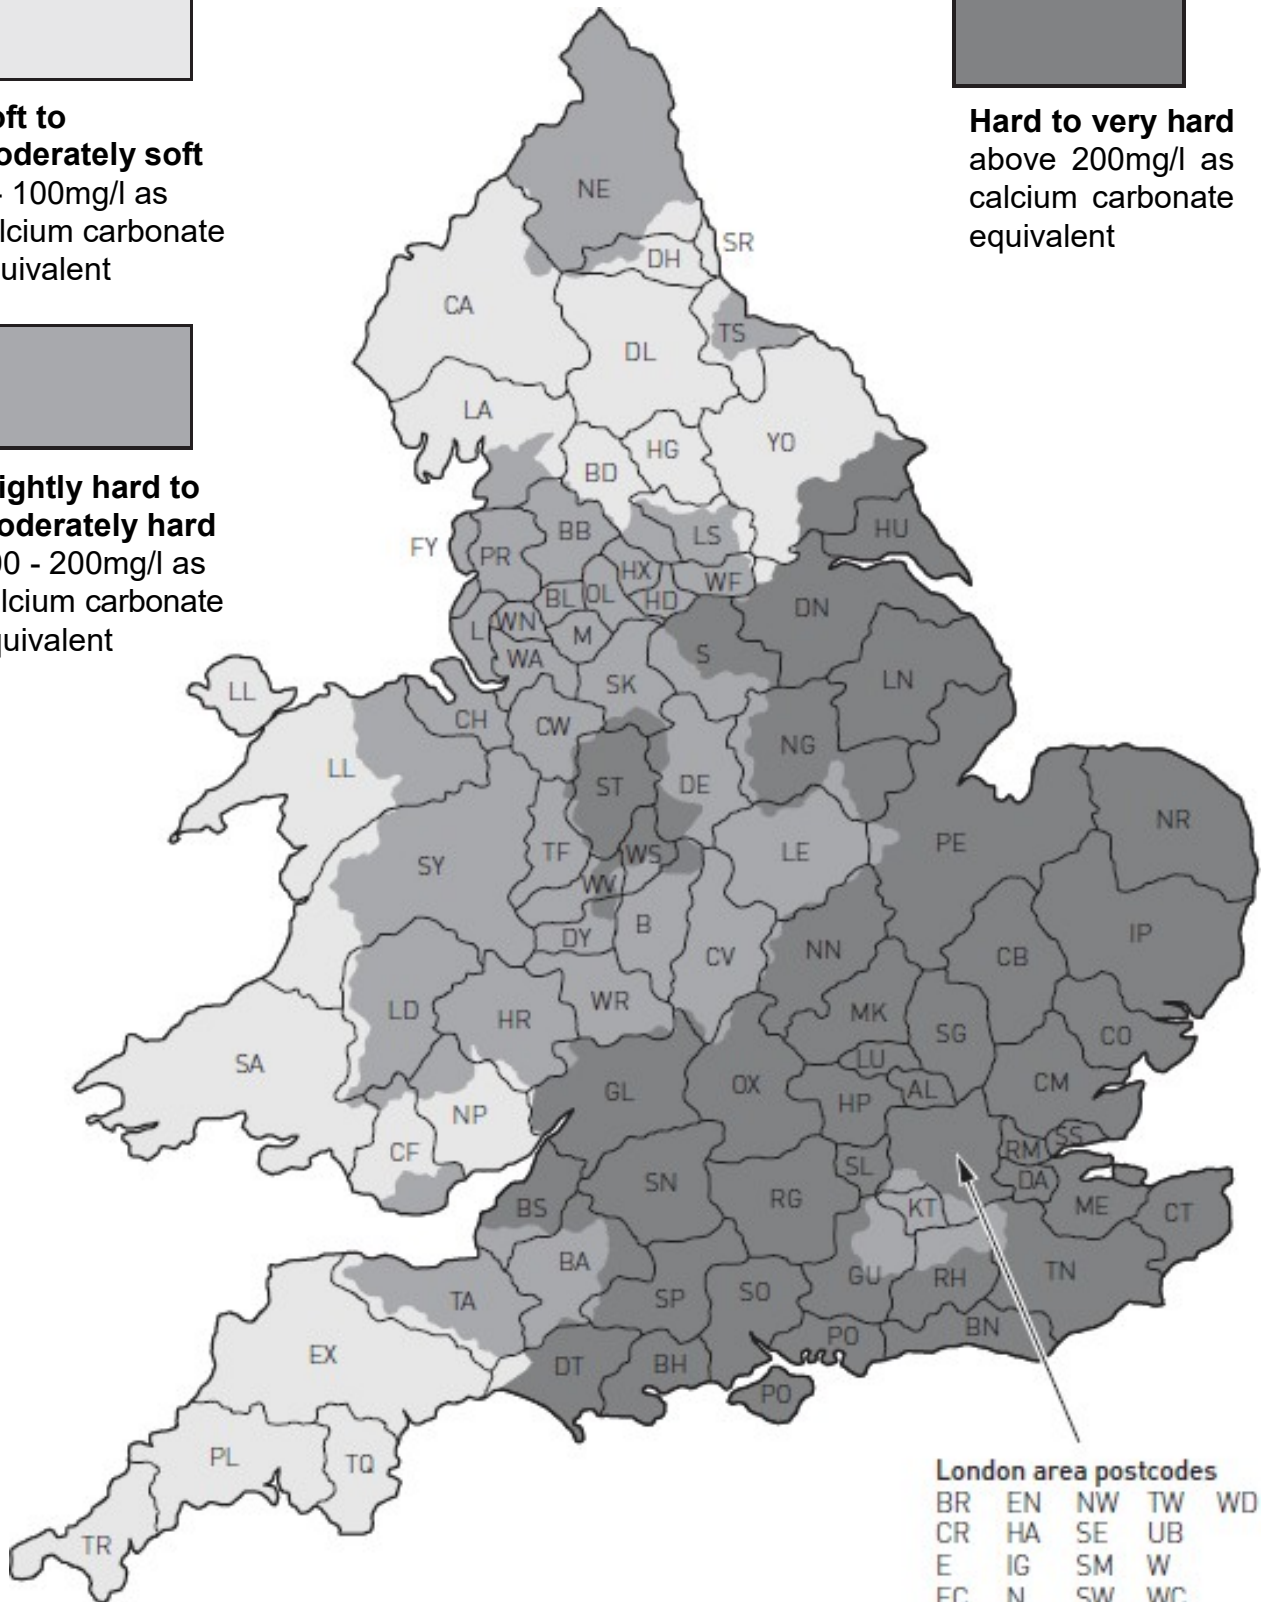 oft to
oderately soft
- 100mg/l as
lcium carbonate
uivalent
Hard to very hard
above 200mg/l as
calcium carbonate
equivalent
ightly hard to
oderately hard
00 - 200mg/l as
lcium carbonate
quivalent
NE
SR
DH
CA
TS
DL
LA
YO
HG
BD
LS
HU
BB
FY
PR
HX
WF
BL
OL
HD
DN
L
WN
M
WA
S
SK
LN
LL
CH
CW
NG
LL
ST
DE
NR
PE
SY
TF
WS
LE
WV
B
IP
DY
CV
NN
CB
WR
LD
HR
MK
SG
CO
SA
LU
GL
OX
AL
CM
HP
NP
CF
SS
RM
SL
DA
SN
RG
BS
KT
ME
CT
BA
GU
RH
TN
TA
SP
SO
BN
PO
EX
DT
BH
PO
PL
TQ
TR
London area postcodes
BR EN NW TW WD
CR HA SE UB
E IG SM W
EC N SW WC